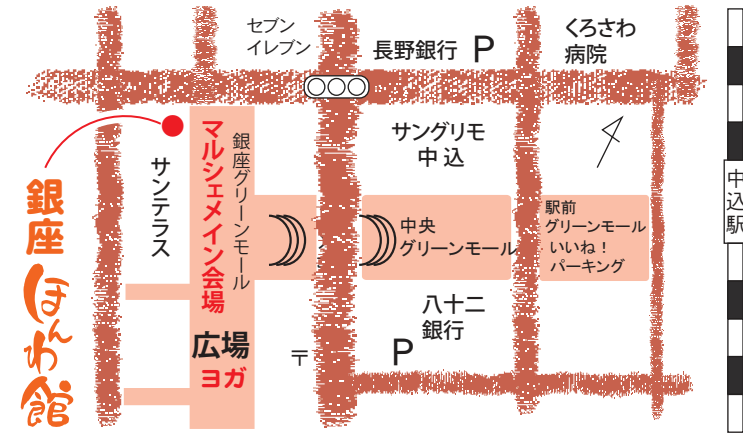 セブン
イレブン
長野銀行 P
くろさわ
病院
サングリモ
中込
中込駅
銀座ほんわ館
サンテラス
マルシェメイン会場
銀座グリーンモール
中央
グリーンモール
駅前
グリーンモール
いいね！
パーキング
広場
ヨガ
〒
八十二
銀行
P